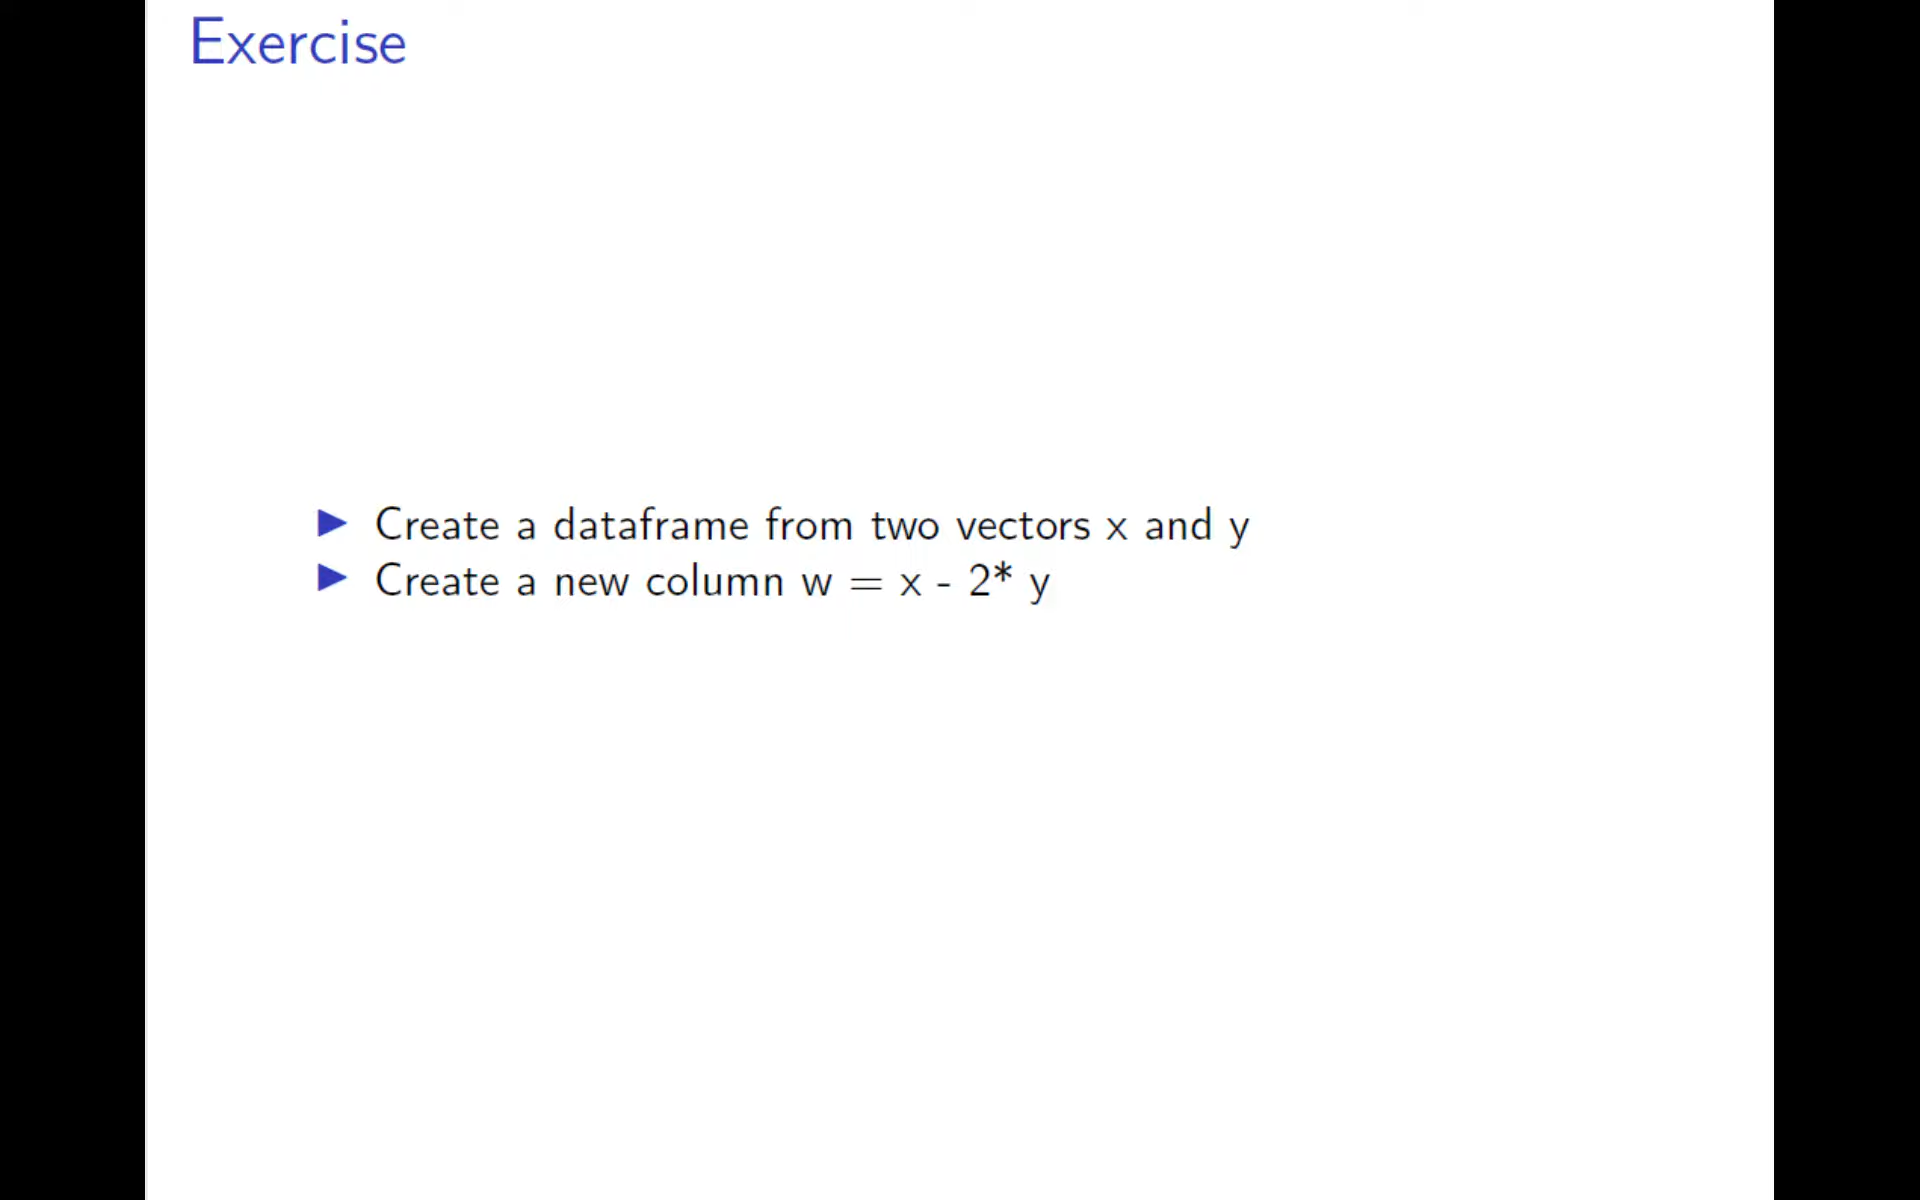 Exercise
Create a dataframe from two vectors x and y
Create a new column w = x - 2* y